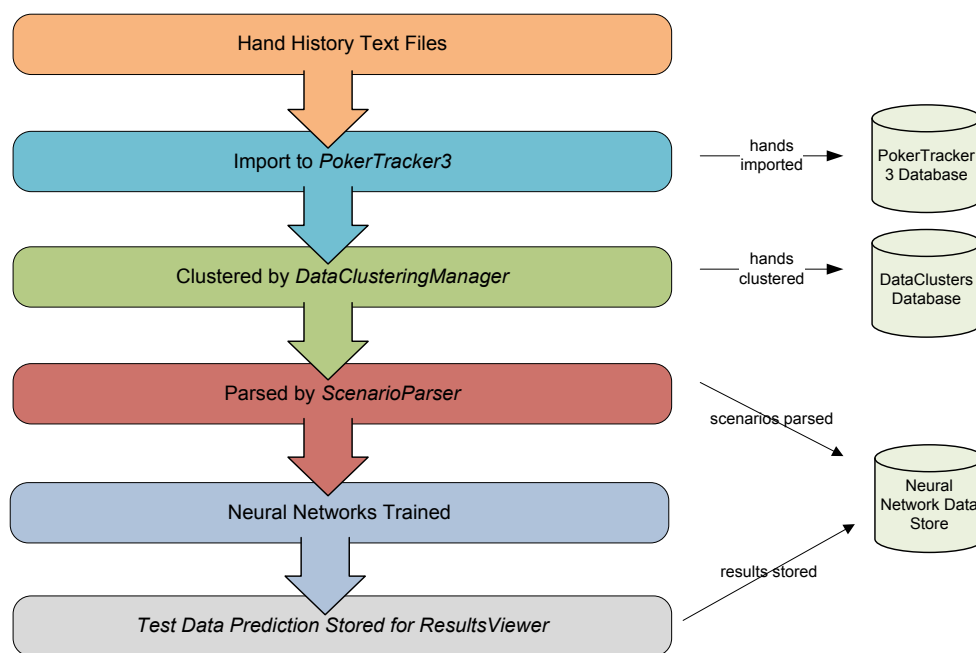 Hand History Text Files
Import to PokerTracker3
hands
imported
PokerTracker
3 Database
Clustered by DataClusteringManager
hands
clustered
DataClusters
Database
Parsed by ScenarioParser
scenarios parsed
Neural
Network Data
Store
Neural Networks Trained
results stored
Test Data Prediction Stored for ResultsViewer